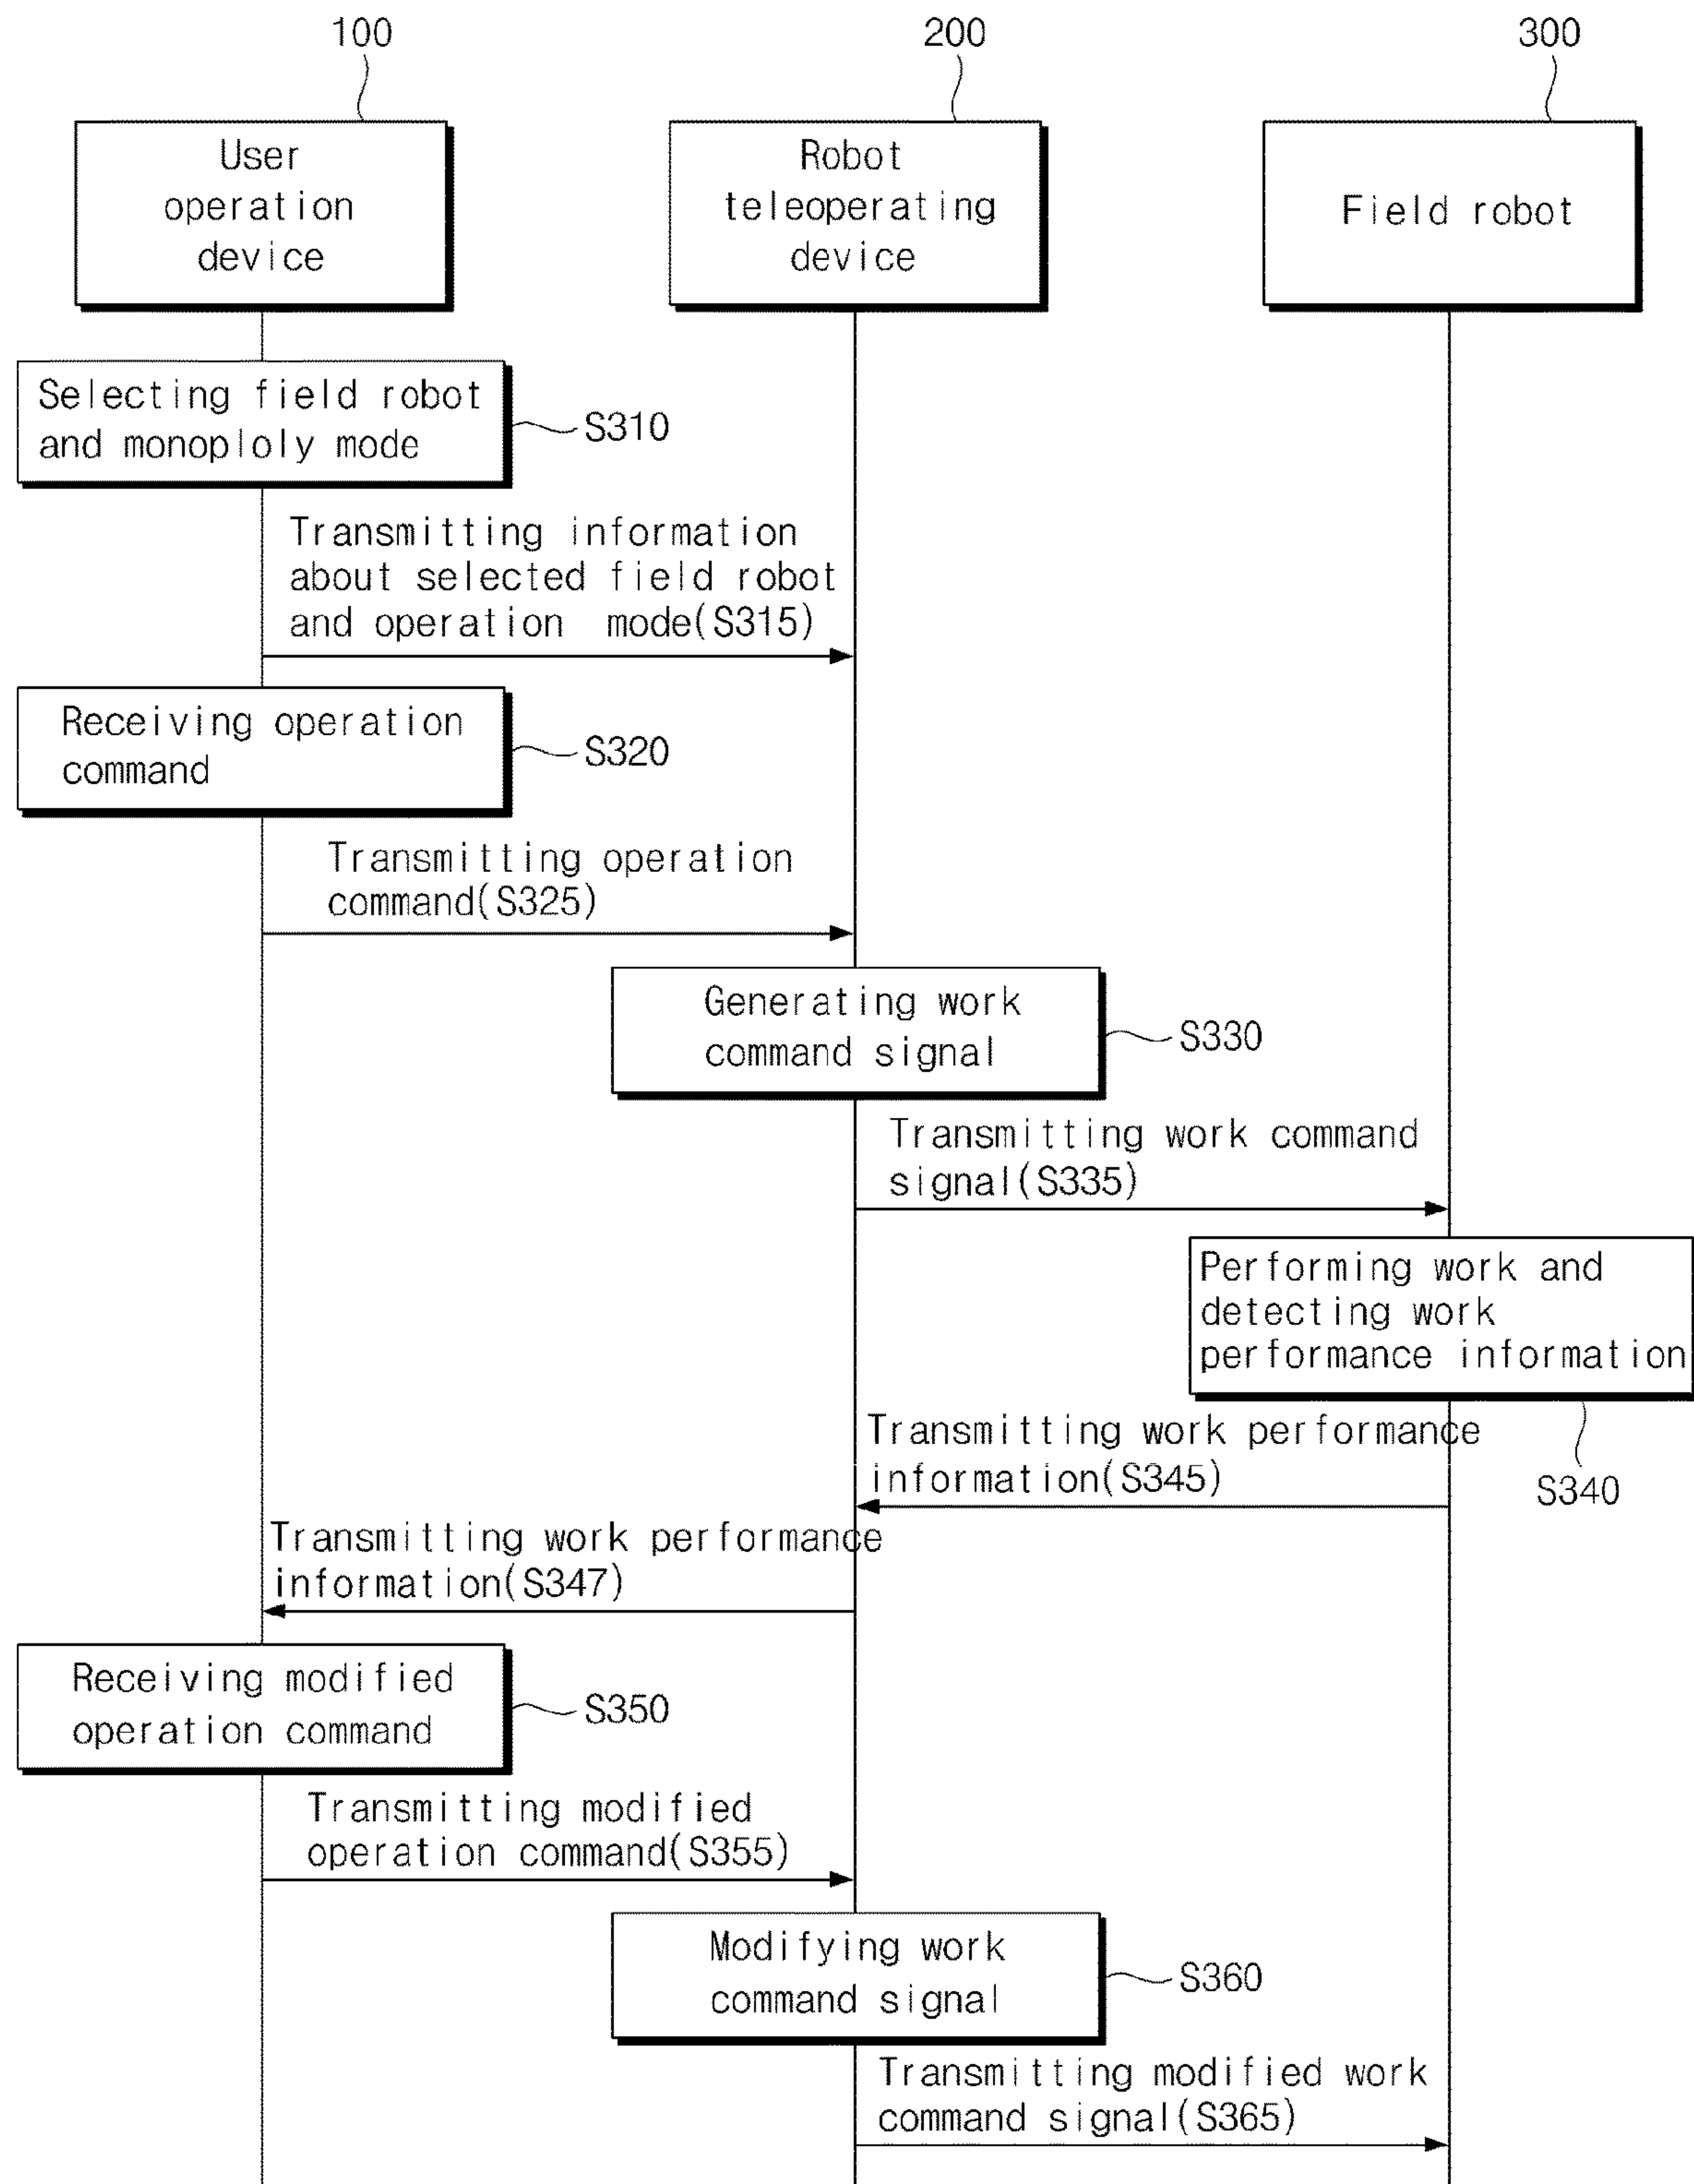 100
200
300
User
operation
device
Robot
teleoperating
device
Field robot
Selecting field robot
and monoploly mode
S310
Transmitting information
about selected field robot
and operation mode(S315)
Receiving operation
command
S320
Transmitting operation
command(S325)
Generating work
command signal
S330
Transmitting work command
signal(S335)
Performing work and
detecting work
performance information
S340
Transmitting work performance
information(S345)
Transmitting work performance
information(S347)
Receiving modified
operation command
S350
Transmitting modified
operation command(S355)
Modifying work
command signal
S360
Transmitting modified work
command signal(S365)